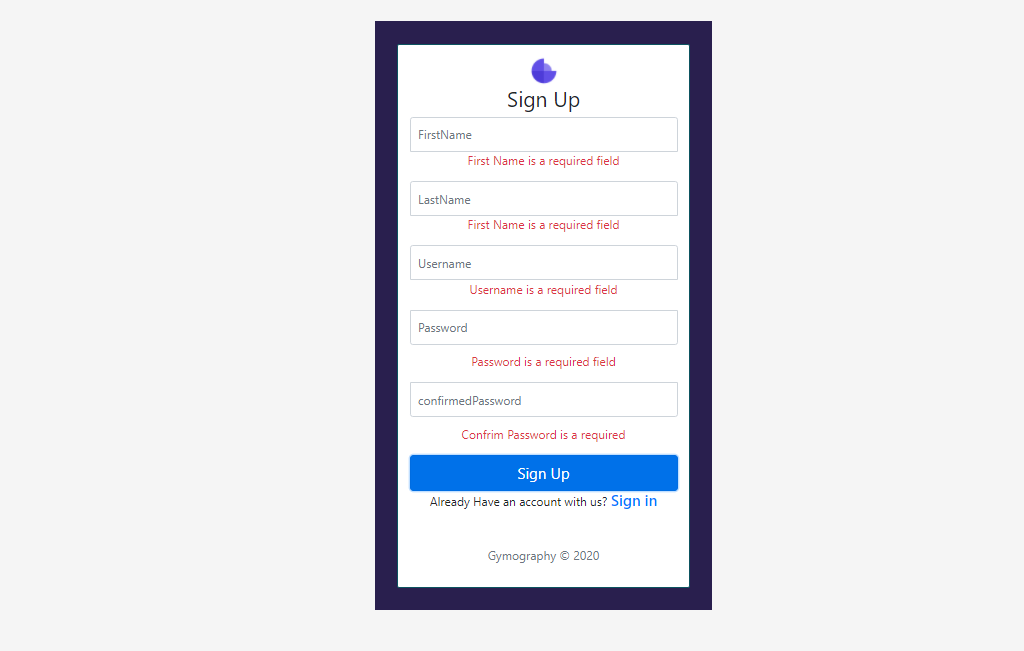 Sign Up
FirstName
First Name is a required field
LastName
First Name is a required field
Username
Username is a required field
Password
Password is a required field
confirmedPassword
Confrim Password is a required
Sign Up
Already Have an account with us? Sign in
Gymography © 2020